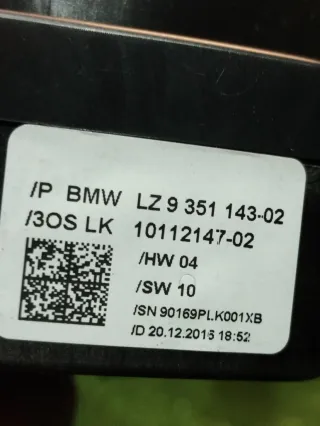 /P BMW LZ 9 351 143-02
/3OS LK 10112147-02
/HW 04
/SW 10
/SN 90169PLK001XB
/D 20.12.2016 18:52